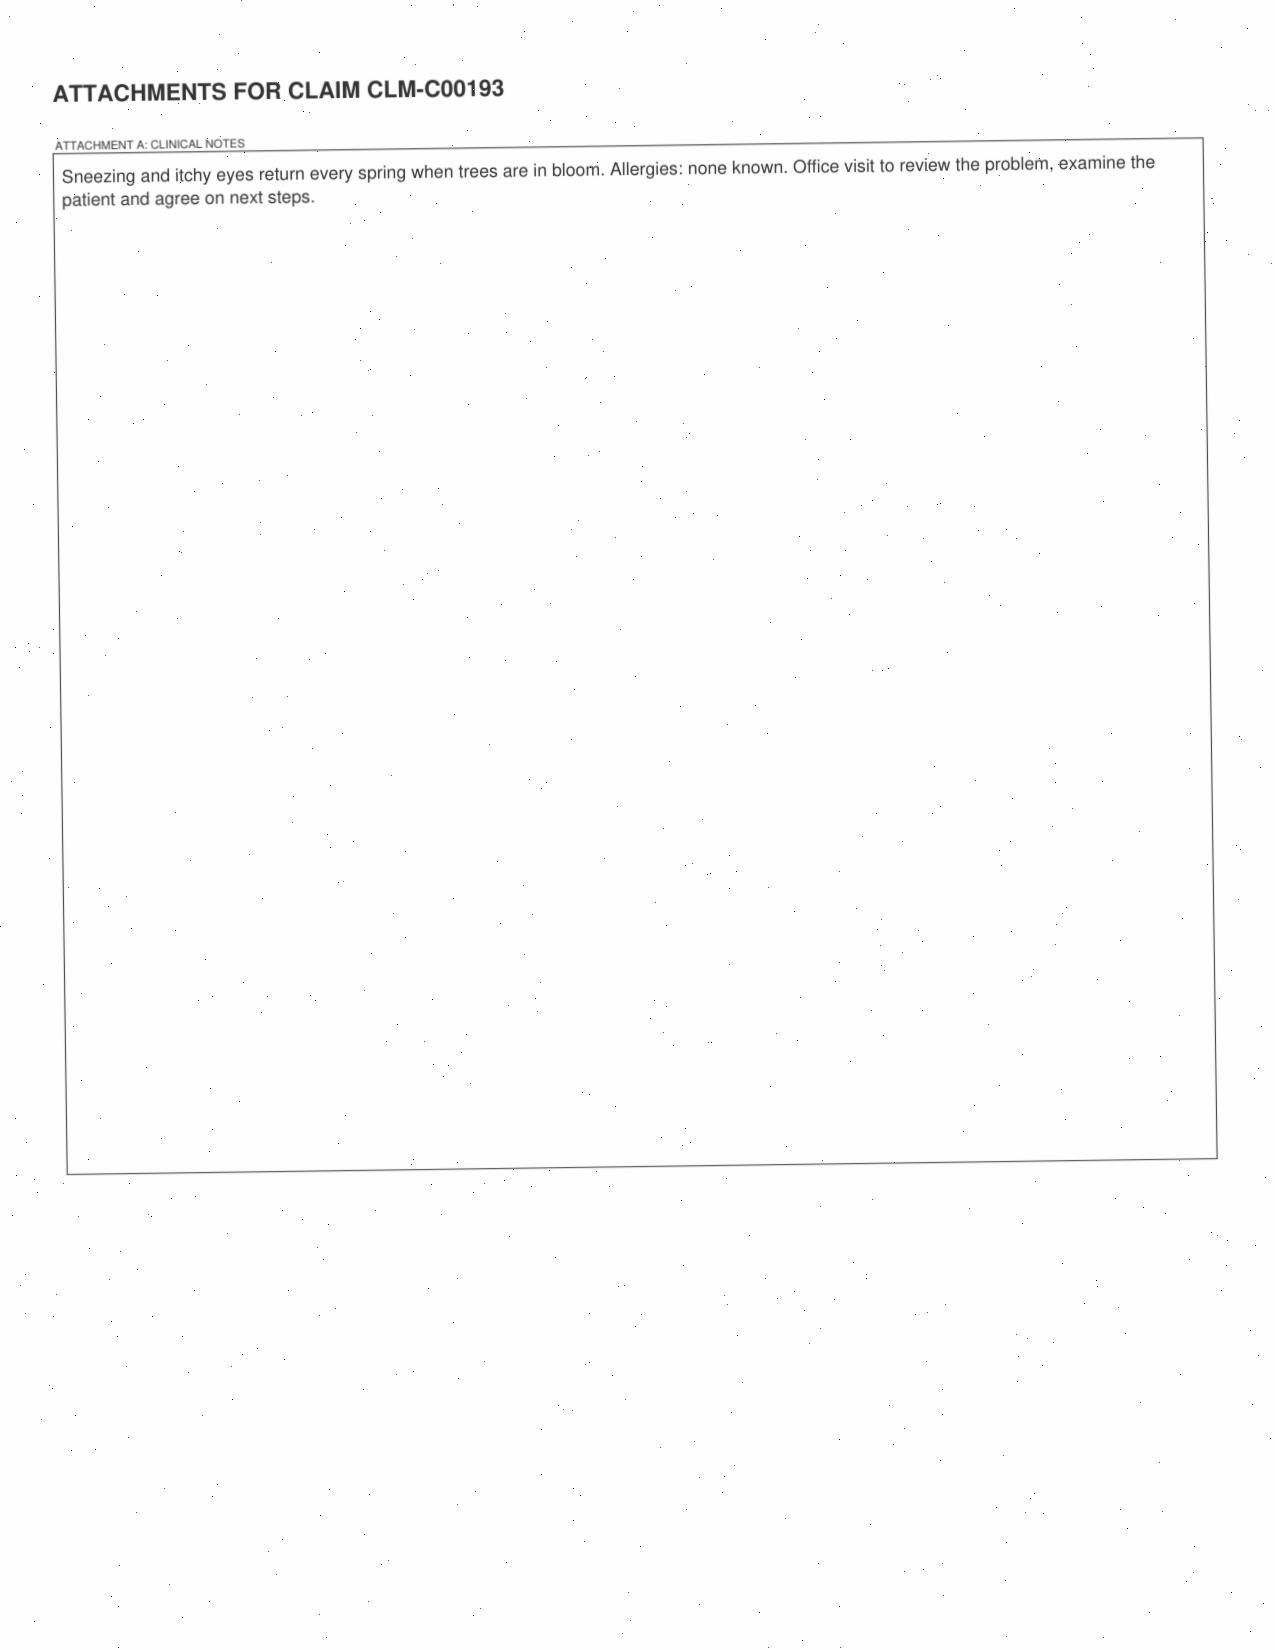 ATTACHMENTS FOR CLAIM CLM-C00193
ATTACHMENT A: CLINICAL NOTES
Sneezing and itchy eyes return every spring when trees are in bloom. Allergies: none known. Office visit to review the problem, examine the
patient and agree on next steps.